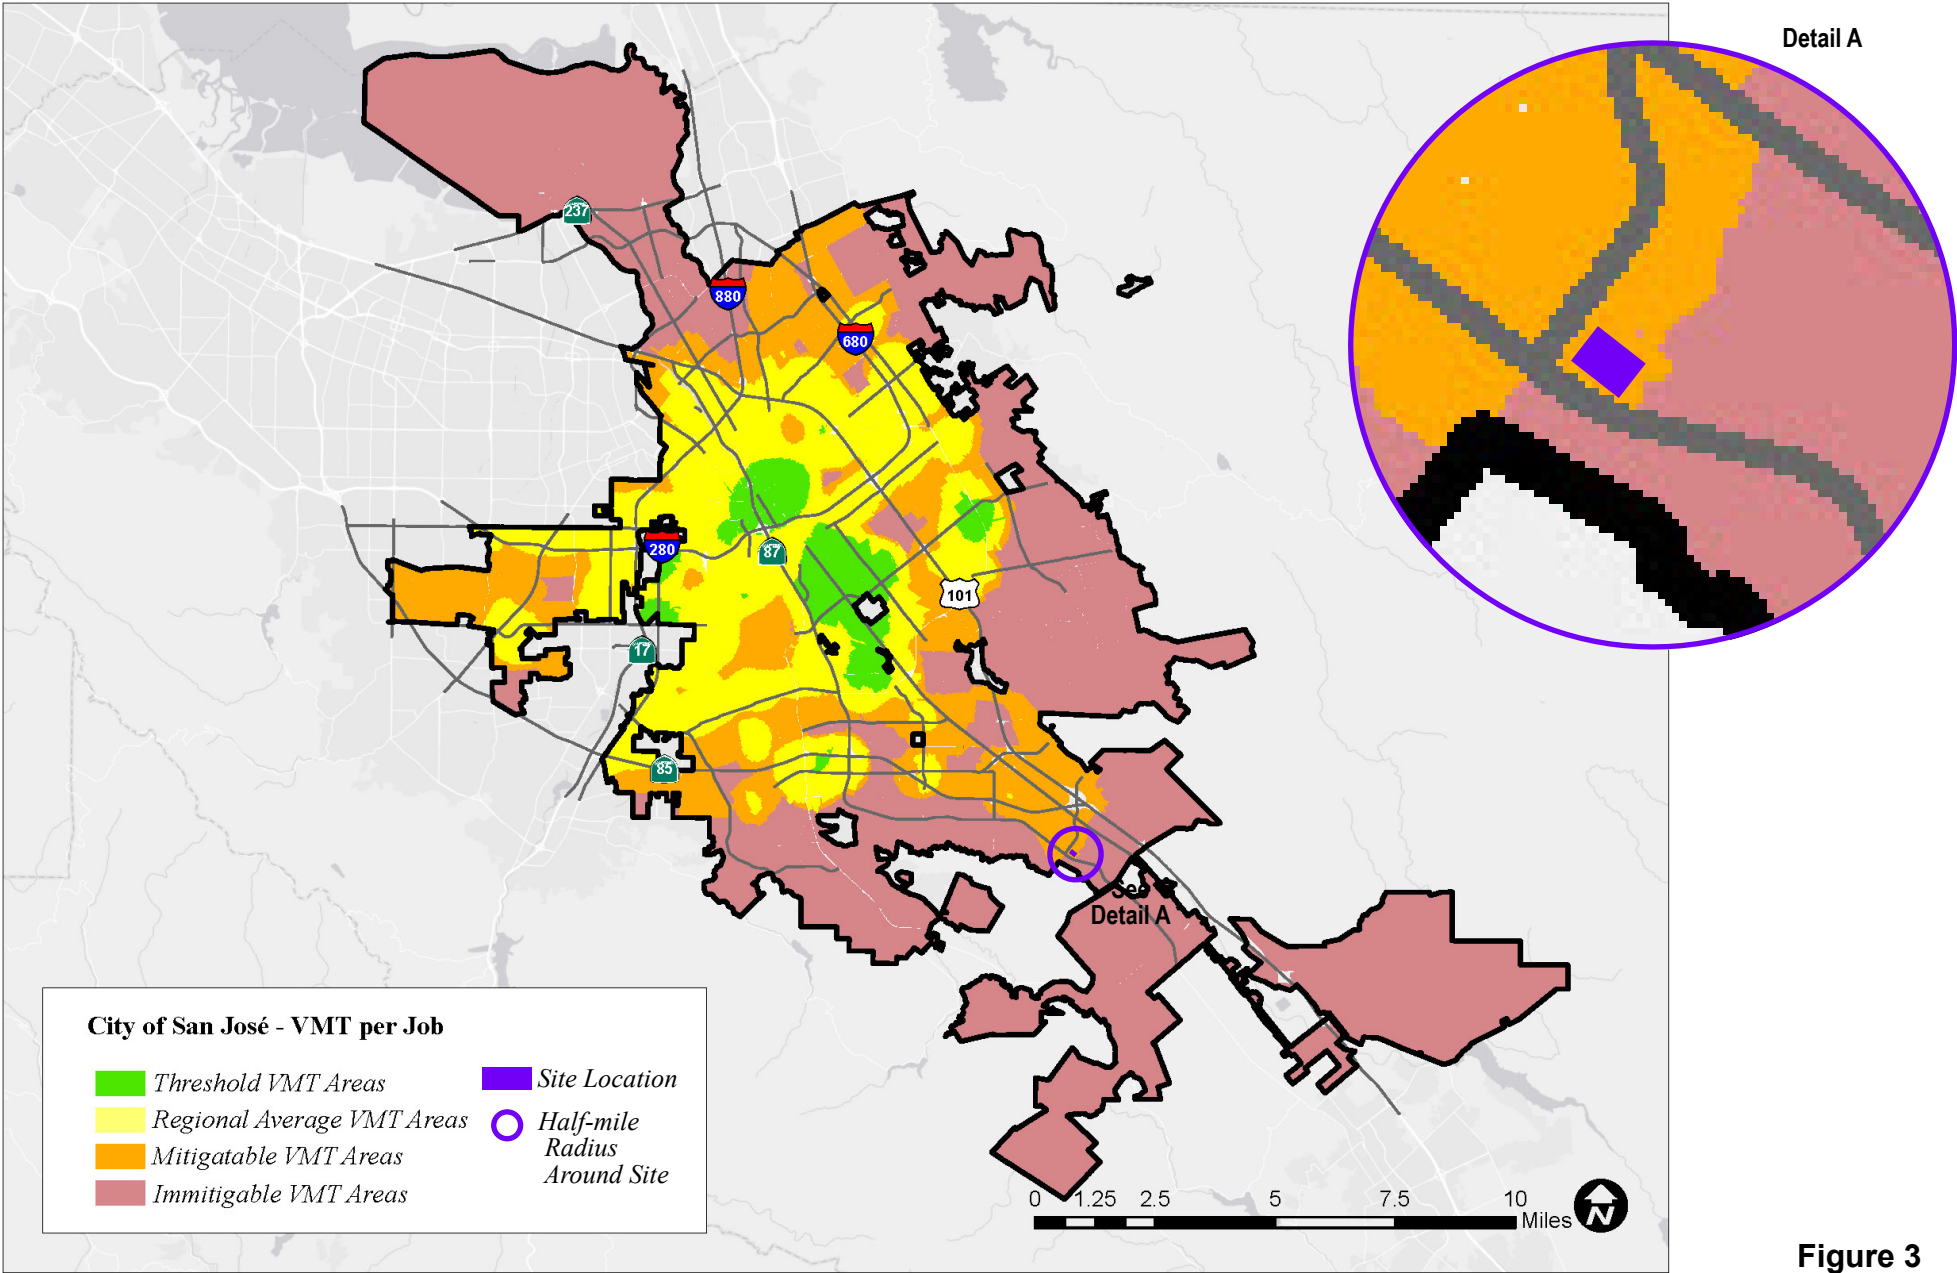 Detail A
237
880
680
280
87
101
17
85
See
Detail A
City of San José - VMT per Job
Threshold VMT Areas
Regional Average VMT Areas
Mitigatable VMT Areas
Immitigable VMT Areas
Site Location
Half-mile
Radius
Around Site
0 1.25 2.5 5 7.5 10
Miles
N
Figure 3